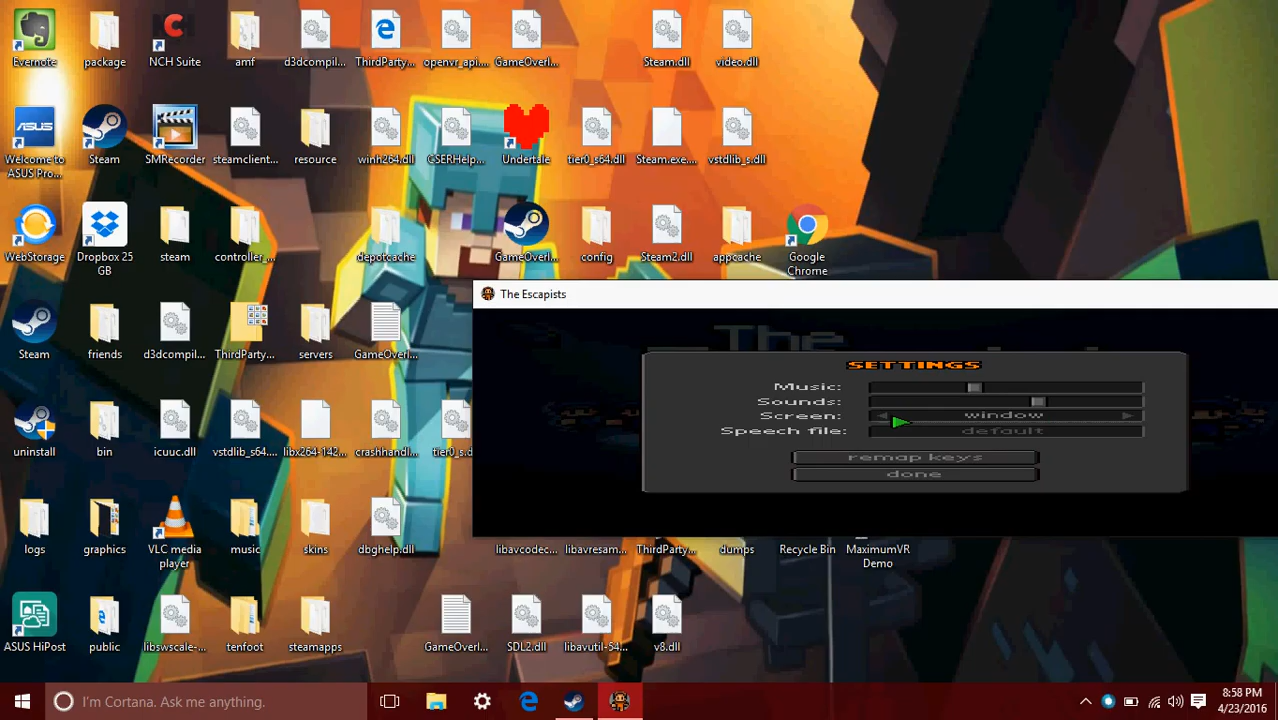 Evernote
package
NCH Suite
amf
d3dcompil...
ThirdParty...
openvr_api....
GameOverl...
Steam.dll
video.dll
ASUS
Welcome to
ASUS Pro...
Steam
SMRecorder
steamclient...
resource
winh264.dll
CSERHelp...
Undertale
tier0_s64.dll
Steam.exe....
vstdlib_s.dll
WebStorage
Dropbox 25
GB
steam
controller_...
depotcache
GameOverl...
config
Steam2.dll
appcache
Google
Chrome
The Escapists
Steam
friends
d3dcompil...
ThirdParty...
servers
GameOverl...
The
SETTINGS
Music:
Sounds:
Screen:
window
Speech file:
default
remap keys
done
uninstall
bin
icuuc.dll
vstdlib_s64....
libx264-142...
crashhandl...
tier0_s.d
logs
graphics
VLC media
player
music
skins
dbghelp.dll
libavcodec...
libavresam...
ThirdParty...
dumps
Recycle Bin
MaximumVR
Demo
ASUS HiPost
public
libswscale-...
tenfoot
steamapps
GameOverl...
SDL2.dll
libavutil-54...
v8.dll
I'm Cortana. Ask me anything.
8:58 PM
4/23/2016